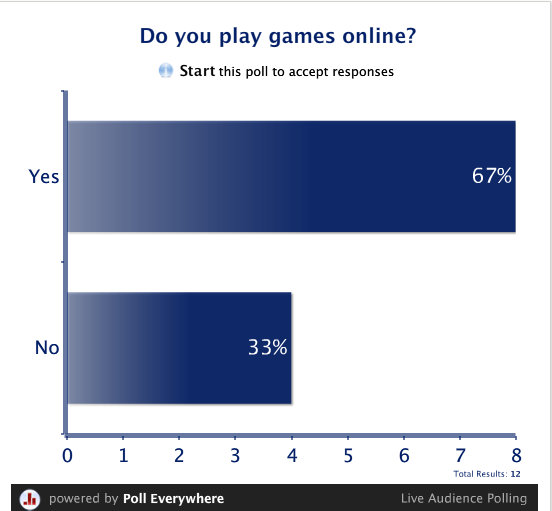 Do you play games online?
Start this poll to accept responses
Yes
67%
No
33%
0 1 2 3 4 5 6 7 8
Total Results: 12
powered by Poll Everywhere
Live Audience Polling